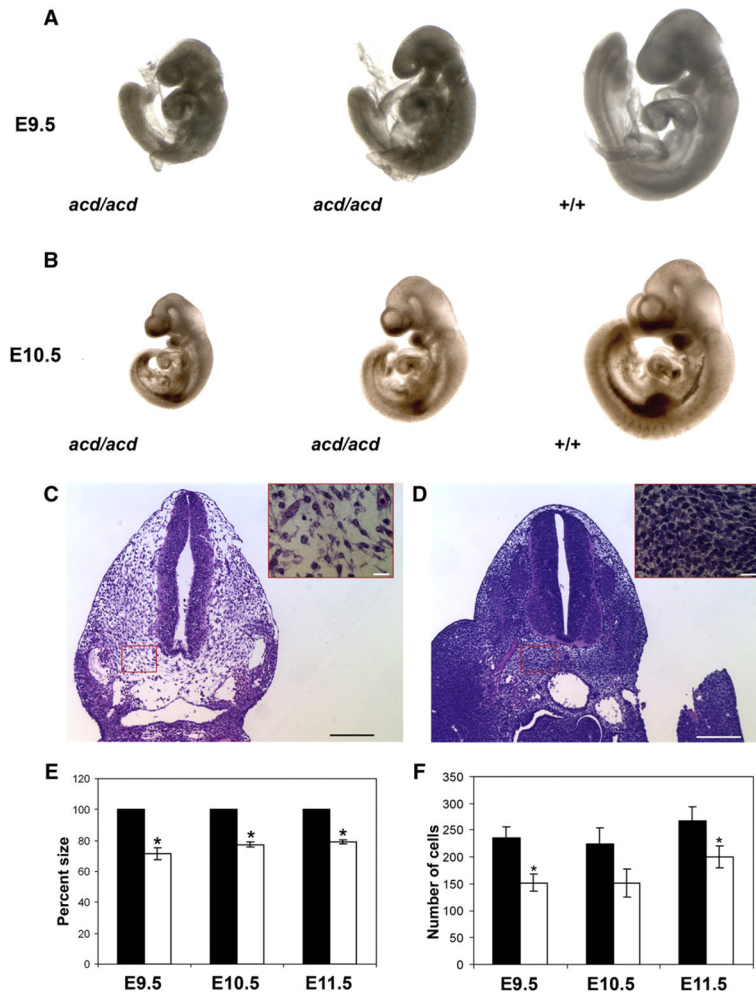 A
E9.5
acd/acd acd/acd +/+
B
E10.5
acd/acd acd/acd +/+
C
D
E
120
100
80
60
40
20
0
Percent size
* * *
E9.5 E10.5 E11.5
F
350
300
250
200
150
100
50
0
Number of cells
* *
E9.5 E10.5 E11.5